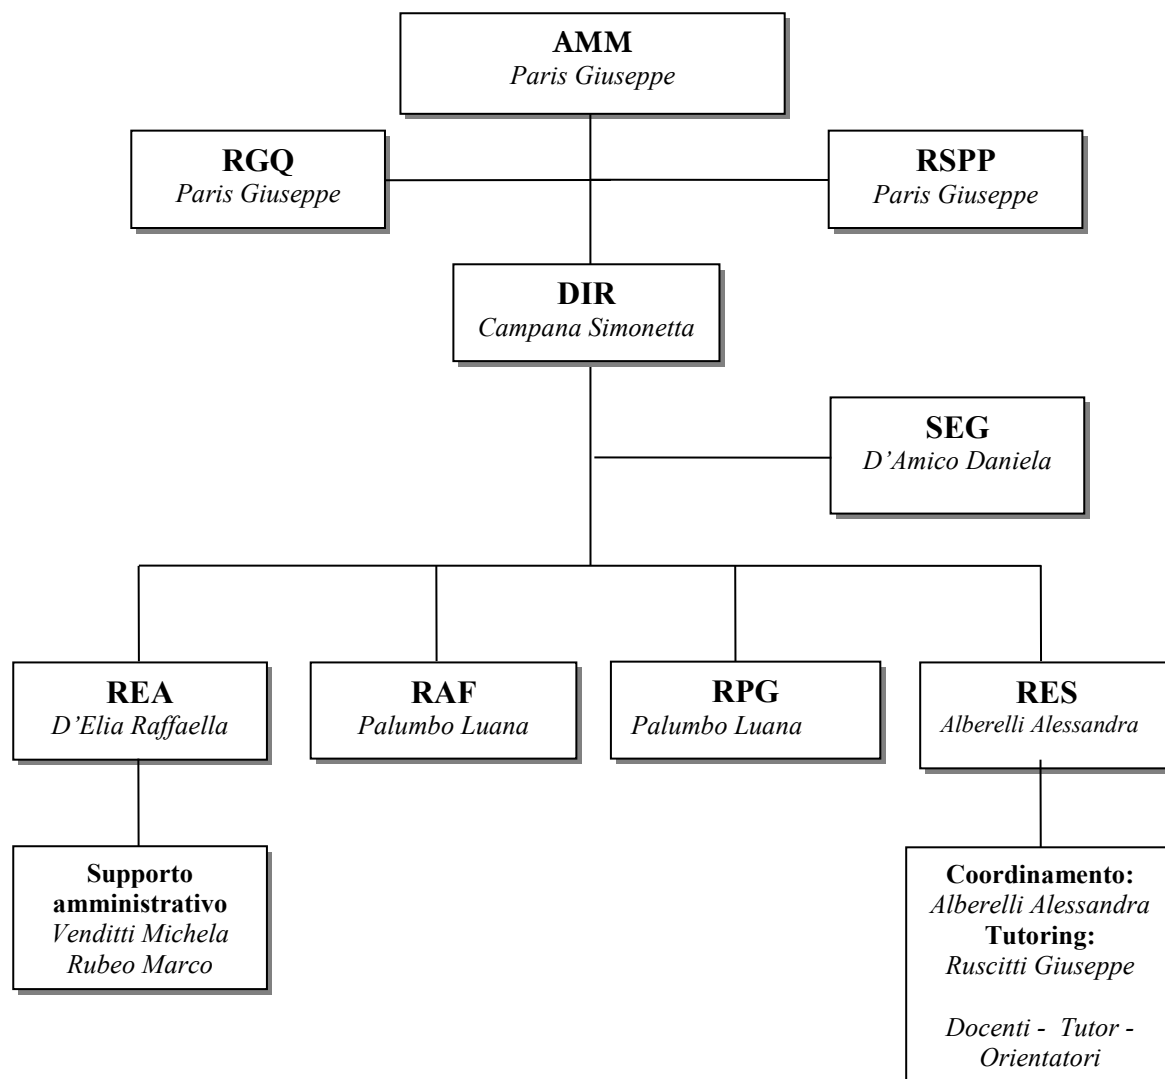 AMM
Paris Giuseppe
RGQ
Paris Giuseppe
RSPP
Paris Giuseppe
DIR
Campana Simonetta
SEG
D’Amico Daniela
REA
D’Elia Raffaella
RAF
Palumbo Luana
RPG
Palumbo Luana
RES
Alberelli Alessandra
Supporto
amministrativo
Venditti Michela
Rubeo Marco
Coordinamento:
Alberelli Alessandra
Tutoring:
Ruscitti Giuseppe
Docenti - Tutor -
Orientatori